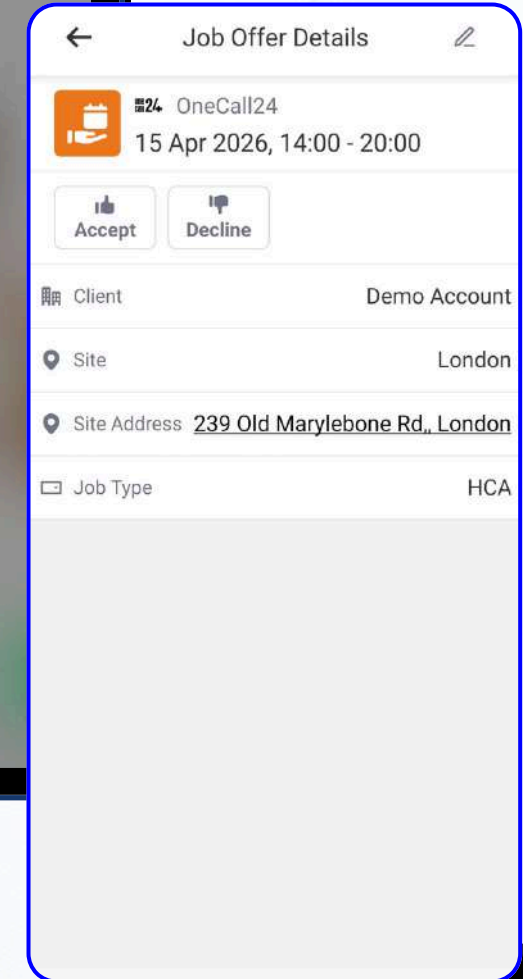 Job Offer Details
24 OneCall24
15 Apr 2026, 14:00 - 20:00
Accept
Decline
Client Demo Account
Site London
Site Address 239 Old Marylebone Rd,, London
Job Type HCA